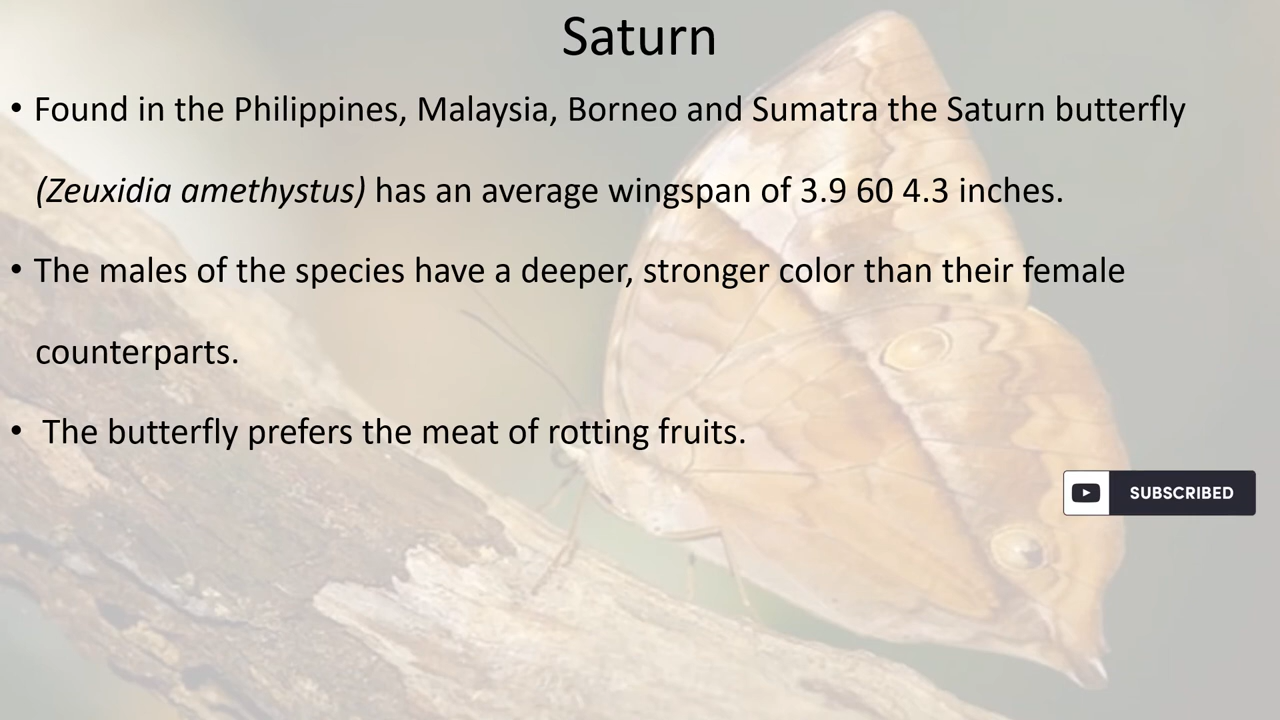 Saturn
• Found in the Philippines, Malaysia, Borneo and Sumatra the Saturn butterfly
(Zeuxidia amethystus) has an average wingspan of 3.9 60 4.3 inches.
• The males of the species have a deeper, stronger color than their female
counterparts.
• The butterfly prefers the meat of rotting fruits.
SUBSCRIBED